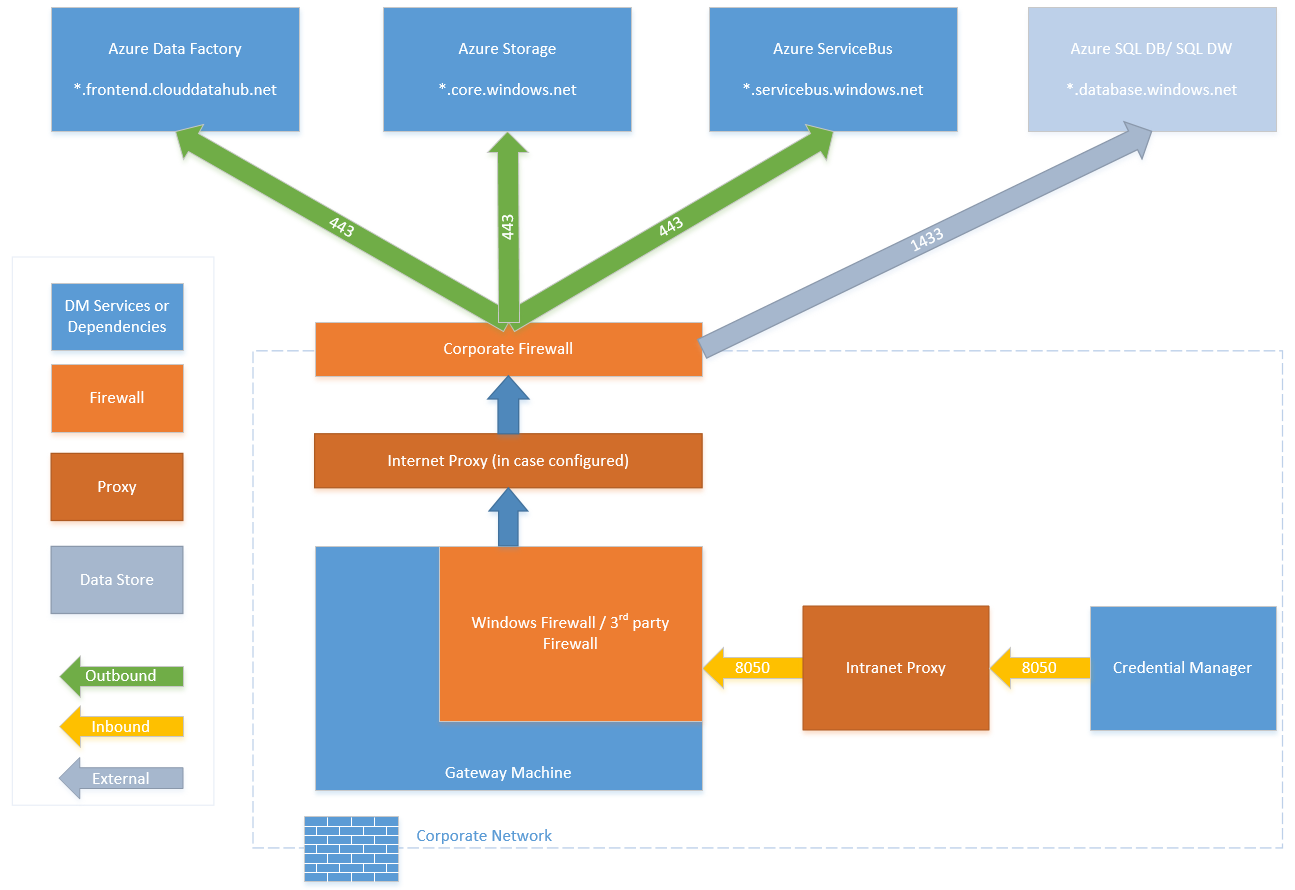 Azure Data Factory
*.frontend.clouddatahub.net
Azure Storage
*.core.windows.net
Azure ServiceBus
*.servicebus.windows.net
Azure SQL DB/ SQL DW
*.database.windows.net
443
443
443
1433
DM Services or
Dependencies
Firewall
Proxy
Data Store
Outbound
Inbound
External
Corporate Firewall
Internet Proxy (in case configured)
Windows Firewall / 3rd party
Firewall
Gateway Machine
8050
Intranet Proxy
8050
Credential Manager
Corporate Network